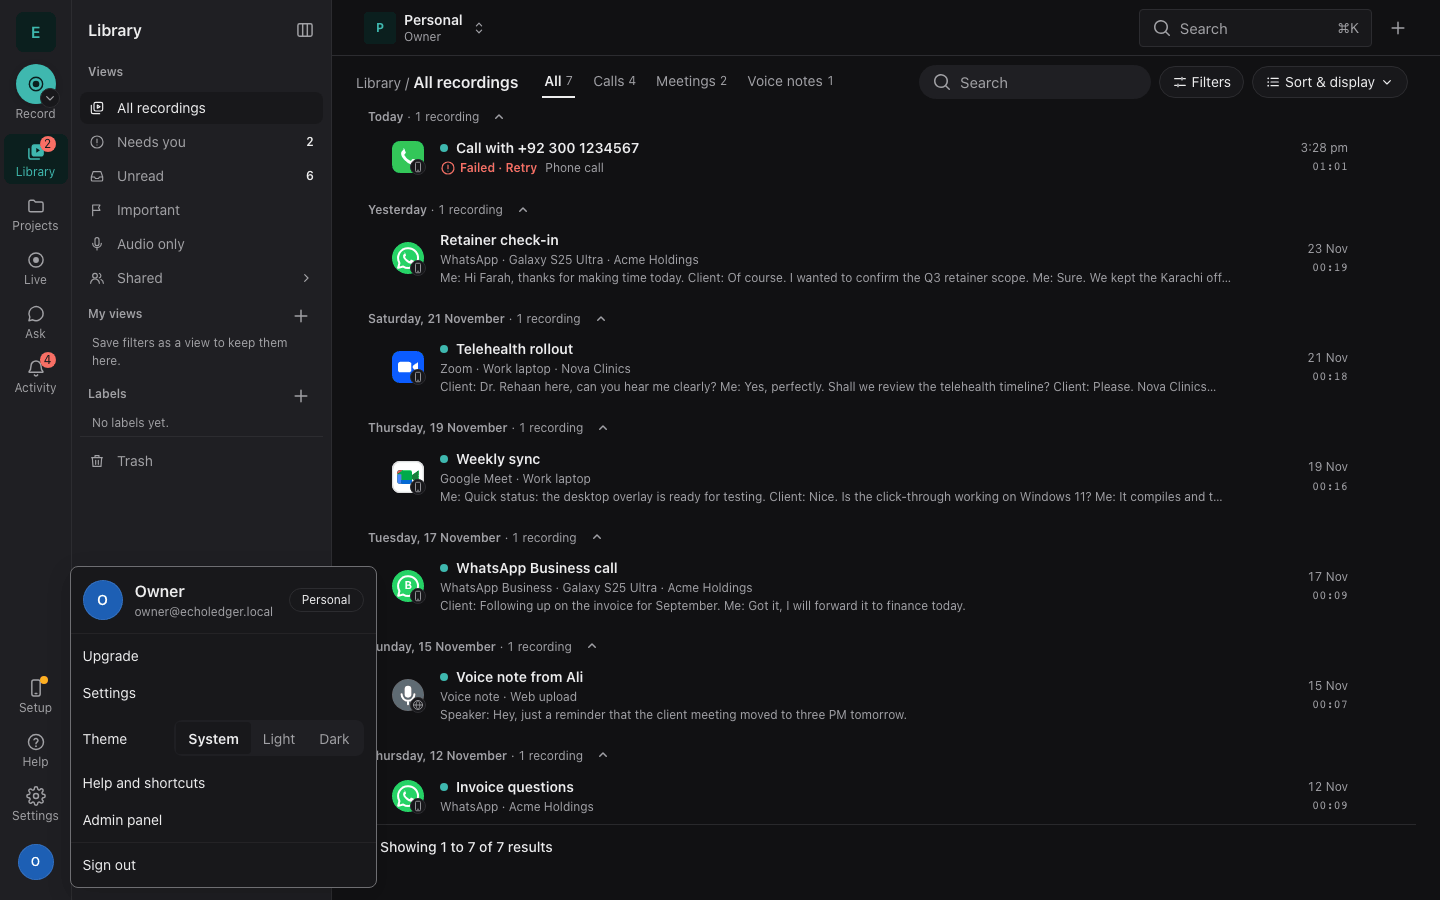 E
Record
2
Library
Projects
Live
Ask
4
Activity
Setup
Help
Settings
O
Library
Views
All recordings
Needs you 2
Unread 6
Important
Audio only
Shared
My views
Save filters as a view to keep them
here.
Labels
No labels yet.
Trash
O
Owner
owner@echoledger.local
Personal
Upgrade
Settings
Theme System Light Dark
Help and shortcuts
Admin panel
Sign out
P
Personal
Owner
Search ⌘K
Library / All recordings
All 7 Calls 4 Meetings 2 Voice notes 1
Search
Filters
Sort & display
Today · 1 recording
Call with +92 300 1234567 3:28 pm
Failed · Retry Phone call 01:01
Yesterday · 1 recording
Retainer check-in 23 Nov
WhatsApp · Galaxy S25 Ultra · Acme Holdings 00:19
Me: Hi Farah, thanks for making time today. Client: Of course. I wanted to confirm the Q3 retainer scope. Me: Sure. We kept the Karachi off...
Saturday, 21 November · 1 recording
Telehealth rollout 21 Nov
Zoom · Work laptop · Nova Clinics 00:18
Client: Dr. Rehaan here, can you hear me clearly? Me: Yes, perfectly. Shall we review the telehealth timeline? Client: Please. Nova Clinics...
Thursday, 19 November · 1 recording
Weekly sync 19 Nov
Google Meet · Work laptop 00:16
Me: Quick status: the desktop overlay is ready for testing. Client: Nice. Is the click-through working on Windows 11? Me: It compiles and t...
Tuesday, 17 November · 1 recording
B
WhatsApp Business call 17 Nov
WhatsApp Business · Galaxy S25 Ultra · Acme Holdings 00:09
Client: Following up on the invoice for September. Me: Got it, I will forward it to finance today.
unday, 15 November · 1 recording
Voice note from Ali 15 Nov
Voice note · Web upload 00:07
Speaker: Hey, just a reminder that the client meeting moved to three PM tomorrow.
hursday, 12 November · 1 recording
Invoice questions 12 Nov
WhatsApp · Acme Holdings 00:09
Showing 1 to 7 of 7 results